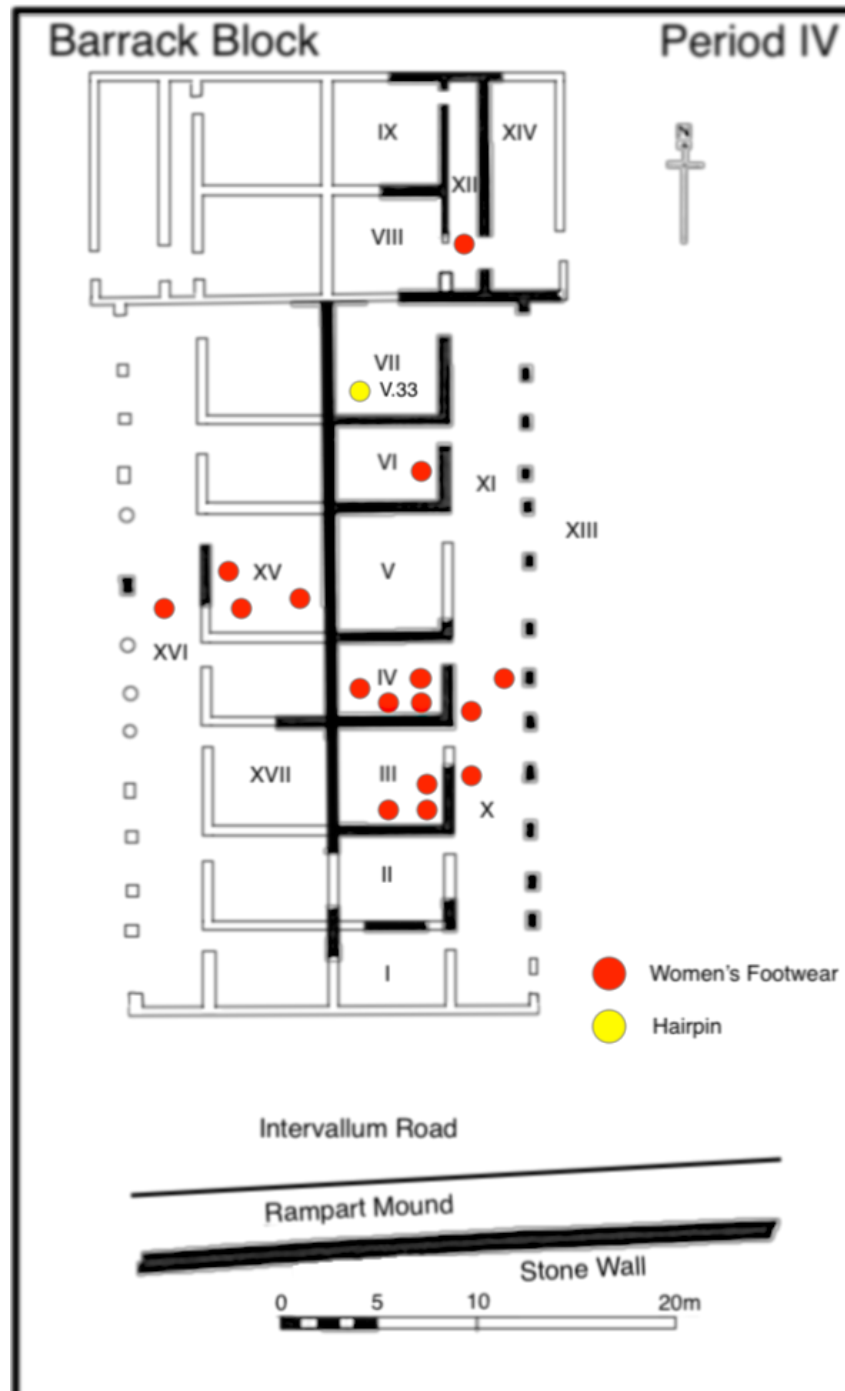 Barrack Block
Period IV
N
IX
XIV
XII
VIII
VII
V.33
VI
XI
XIII
XV
V
XVI
IV
XVII
III
X
II
I
Women's Footwear
Hairpin
Intervallum Road
Rampart Mound
Stone Wall
0 5 10 20m